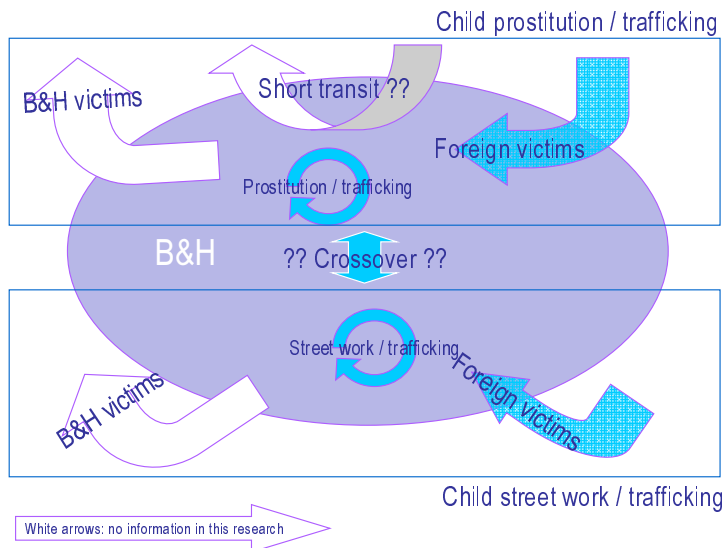 Child prostitution / trafficking
B&H victims
Short transit ??
Foreign victims
Prostitution / trafficking
B&H
?? Crossover ??
Street work / trafficking
B&H victims
Foreign victims
Child street work / trafficking
White arrows: no information in this research